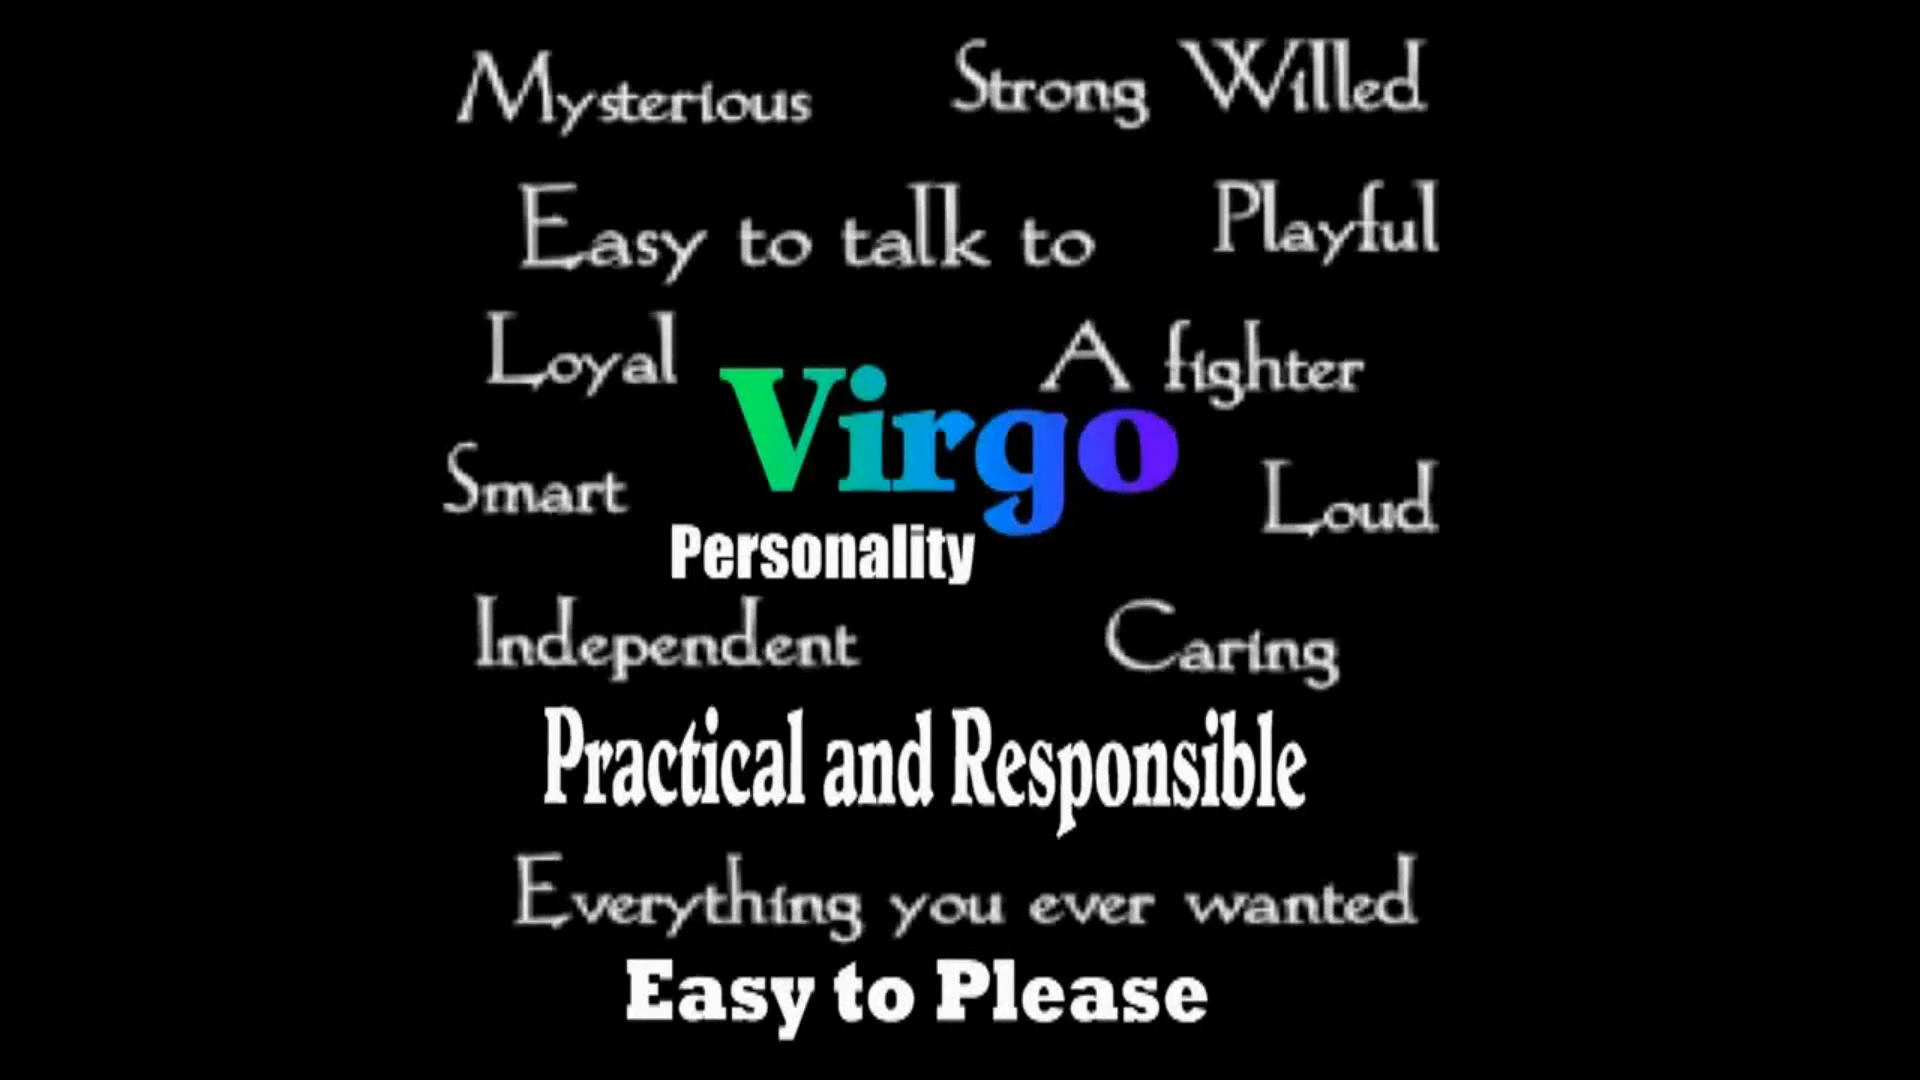 Mysterious Strong Willed
Easy to talk to Playful
Loyal A fighter
Virgo
Smart Loud
Personality
Independent Caring
Practical and Responsible
Everything you ever wanted
Easy to Please